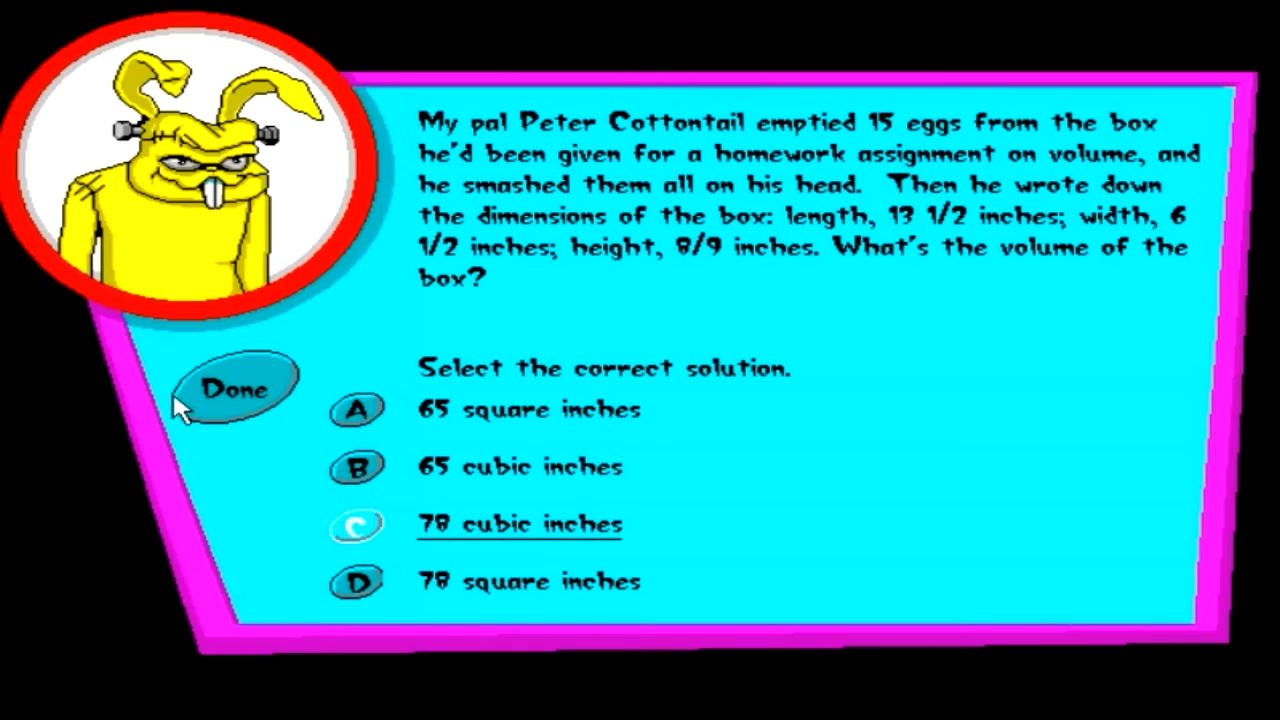 My pal Peter Cottontail emptied 15 eggs from the box
he'd been given for a homework assignment on volume, and
he smashed them all on his head. Then he wrote down
the dimensions of the box: length, 13 1/2 inches; width, 6
1/2 inches; height, 8/9 inches. What's the volume of the
box?
Select the correct solution.
Done
A 65 square inches
B 65 cubic inches
C 78 cubic inches
D 78 square inches